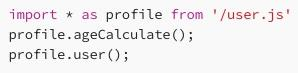 import * as profile from '/user.js'
profile.ageCalculate();
profile.user();